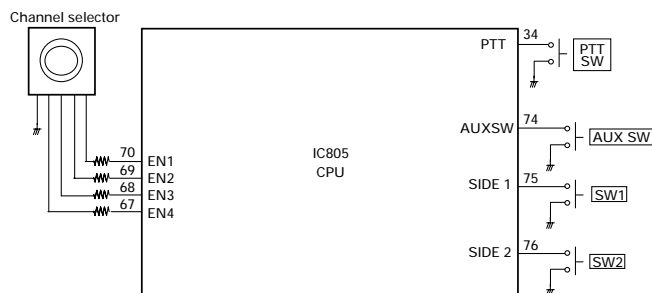 Channel selector
34
PTT
PTT
SW
74
AUXSW
AUX SW
IC805
CPU
70
EN1
69
EN2
68
EN3
67
EN4
75
SIDE 1
SW1
76
SIDE 2
SW2